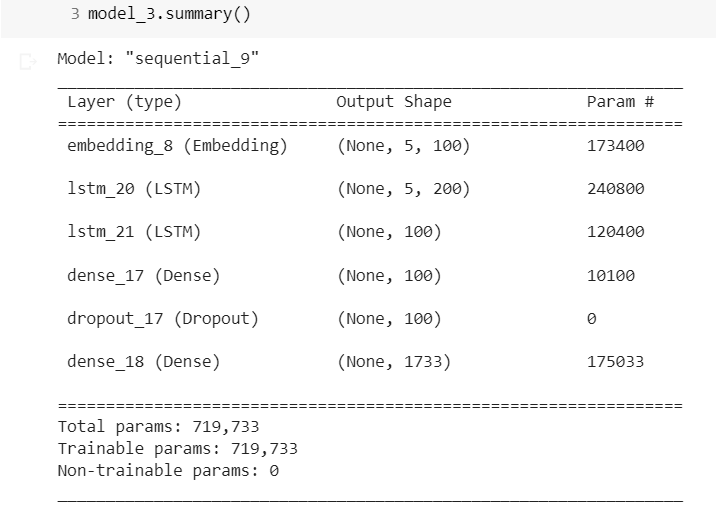 3 model_3.summary()
Model: "sequential_9"
Layer (type) Output Shape Param #
=================================================================
embedding_8 (Embedding) (None, 5, 100) 173400
lstm_20 (LSTM) (None, 5, 200) 240800
lstm_21 (LSTM) (None, 100) 120400
dense_17 (Dense) (None, 100) 10100
dropout_17 (Dropout) (None, 100) 0
dense_18 (Dense) (None, 1733) 175033
=================================================================
Total params: 719,733
Trainable params: 719,733
Non-trainable params: 0